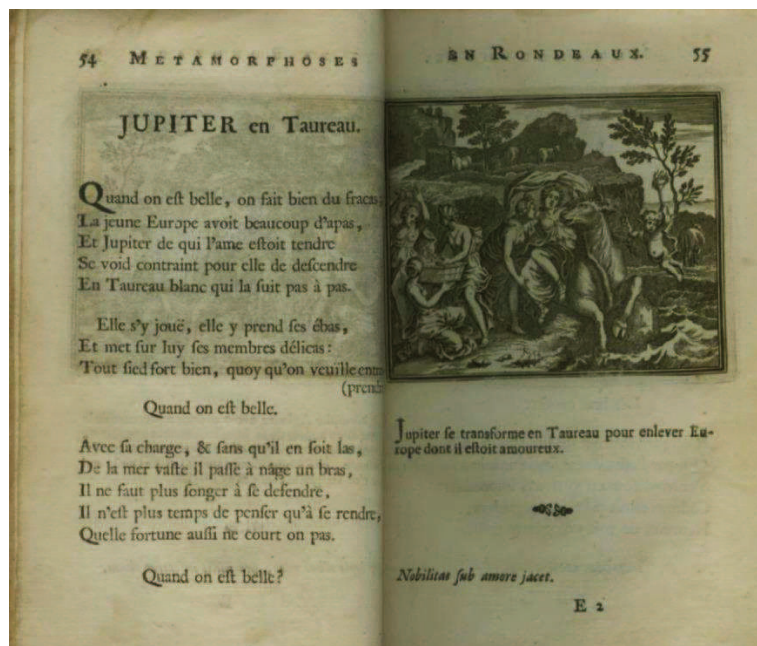 54 METAMORPHOSES
JUPITER en Taureau.
Quand on eſt belle, on fait bien du fracas;
La jeune Europe avoit beaucoup d'apas,
Et Jupiter de qui l'ame eſtoit tendre
Se void contraint pour elle de deſcendre
En Taureau blanc qui la ſuit pas à pas.
Elle s'y jouë, elle y prend ſes ébas,
Et met ſur luy ſes membres délicas:
Tout ſied fort bien, quoy qu'on veuille entre
(prendr
Quand on eſt belle.
Avec ſa charge, & ſans qu'il en ſoit las,
De la mer vaſte il paſſe à nâge un bras,
Il ne faut plus ſonger à ſe defendre,
Il n'eſt plus temps de penſer qu'à ſe rendre,
Quelle fortune auſſi ne court on pas.
Quand on eſt belle?
EN RONDEAUX. 55
Jupiter ſe transforme en Taureau pour enlever Eu-
rope dont il eſtoit amoureux.
Nobilitas ſub amore jacet.
E 2